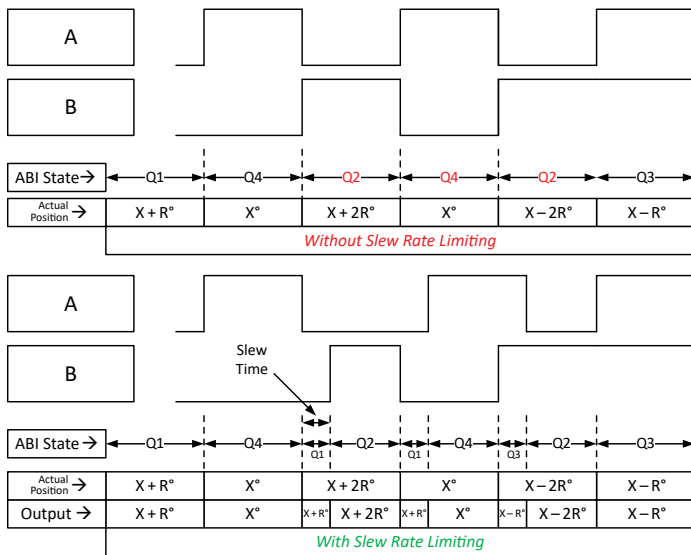 A
B
ABI State → Q1 Q4 Q2 Q4 Q2 Q3
Actual Position → X + R° X° X + 2R° X° X – 2R° X – R°
Without Slew Rate Limiting
A
B
Slew
Time
ABI State → Q1 Q4 Q1 Q2 Q1 Q4 Q3 Q2 Q3
Actual Position → X + R° X° X + 2R° X° X – 2R° X – R°
Output → X + R° X° X + R° X + 2R° X + R° X° X – R° X – 2R° X – R°
With Slew Rate Limiting